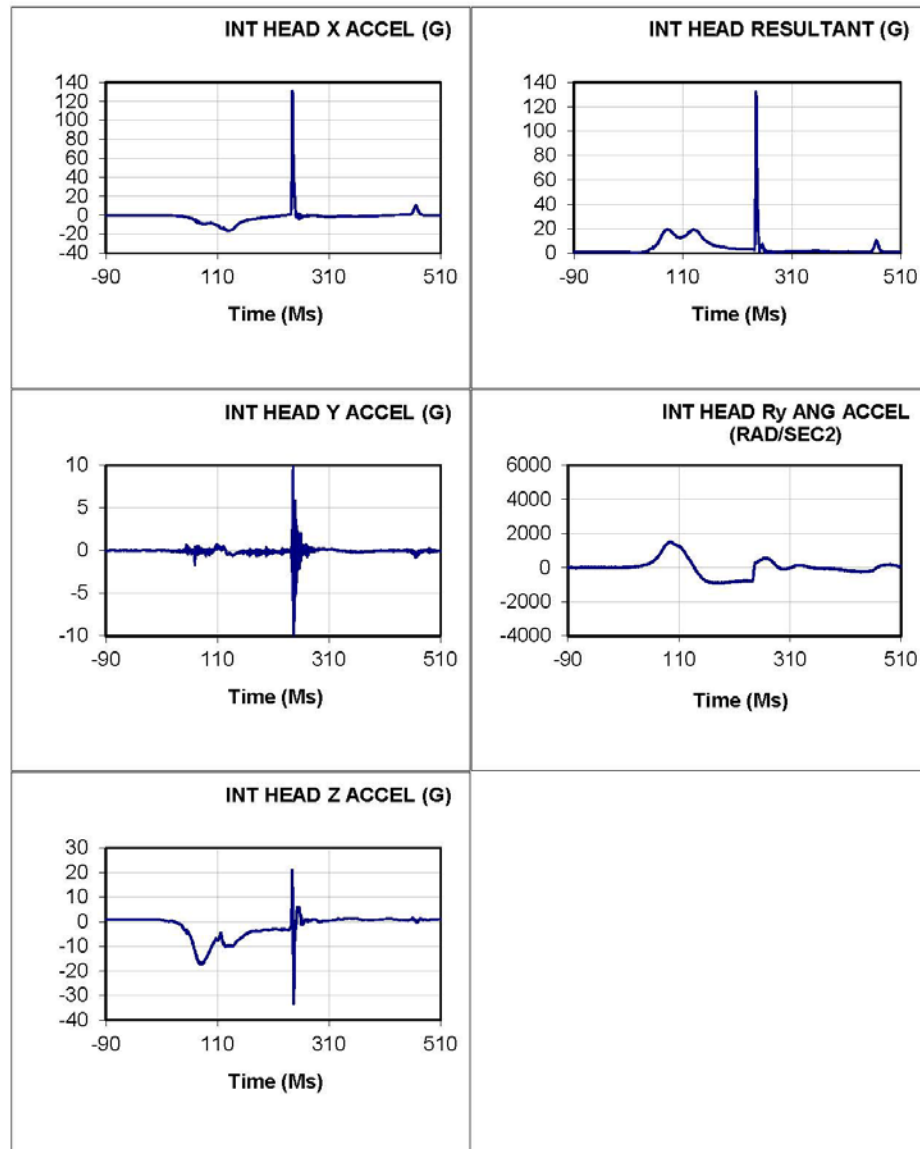 INT HEAD X ACCEL (G)
140
120
100
80
60
40
20
0
-20
-40
-90 110 310 510
Time (Ms)
INT HEAD RESULTANT (G)
140
120
100
80
60
40
20
0
-90 110 310 510
Time (Ms)
INT HEAD Y ACCEL (G)
10
5
0
-5
-10
-90 110 310 510
Time (Ms)
INT HEAD Ry ANG ACCEL
(RAD/SEC2)
6000
4000
2000
0
-2000
-4000
-90 110 310 510
Time (Ms)
INT HEAD Z ACCEL (G)
30
20
10
0
-10
-20
-30
-40
-90 110 310 510
Time (Ms)